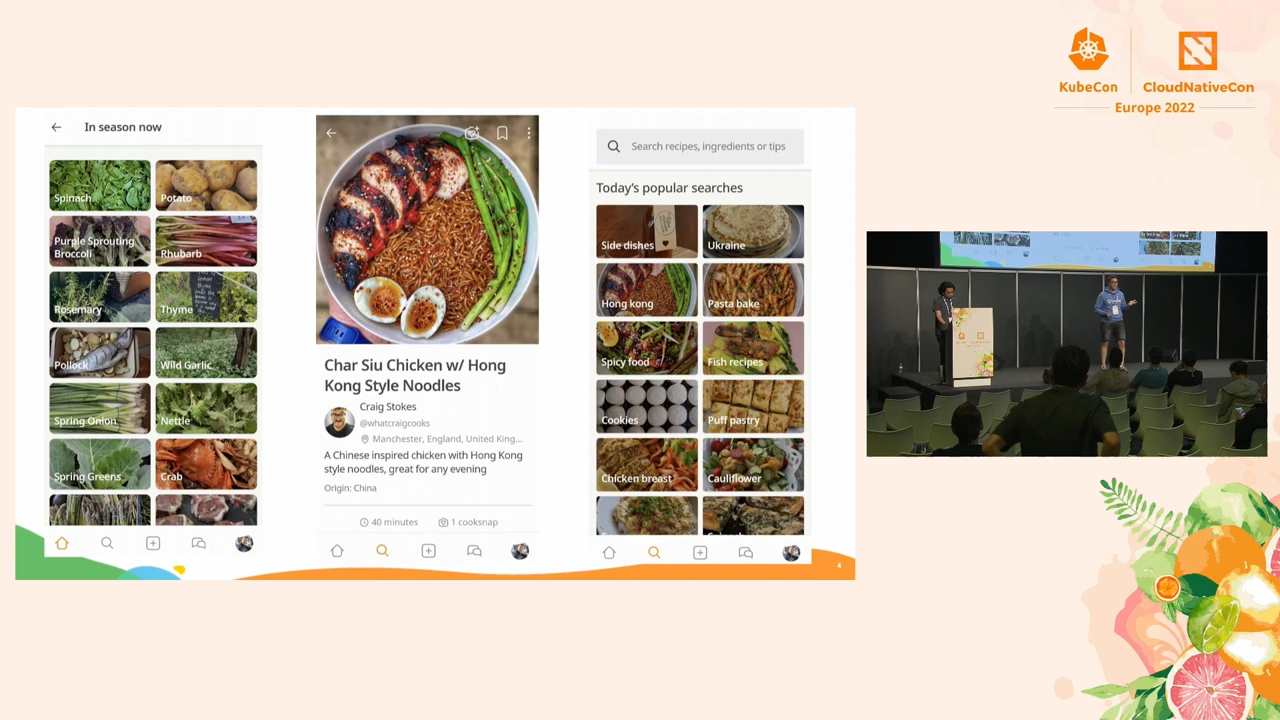 KubeCon
CloudNativeCon
Europe 2022
In season now
Spinach
Potato
Purple Sprouting
Broccoli
Rhubarb
Rosemary
Thyme
Pollock
Wild Garlic
Spring Onion
Nettle
Spring Greens
Crab
Char Siu Chicken w/ Hong
Kong Style Noodles
Craig Stokes
@whatcraigcooks
Manchester, England, United King...
A Chinese inspired chicken with Hong Kong
style noodles, great for any evening
Origin: China
40 minutes
1 cooksnap
Search recipes, ingredients or tips
Today's popular searches
Side dishes
Ukraine
Hong kong
Pasta bake
Spicy food
Fish recipes
Cookies
Puff pastry
Chicken breast
Cauliflower
4